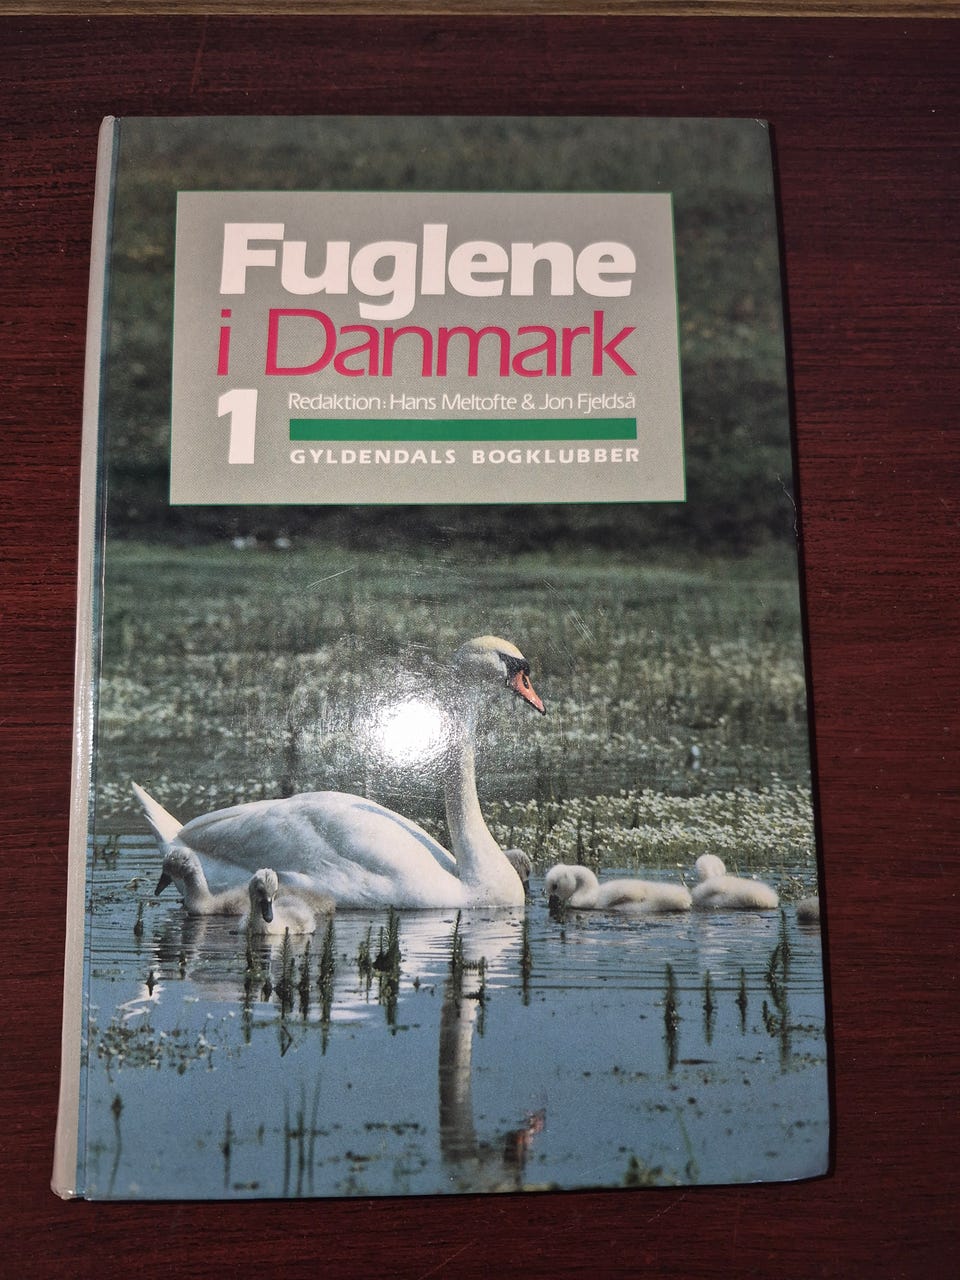 Fuglene
i Danmark
1
Redaktion: Hans Meltofte & Jon Fjeldså
GYLDENDALS BOGKLUBBER